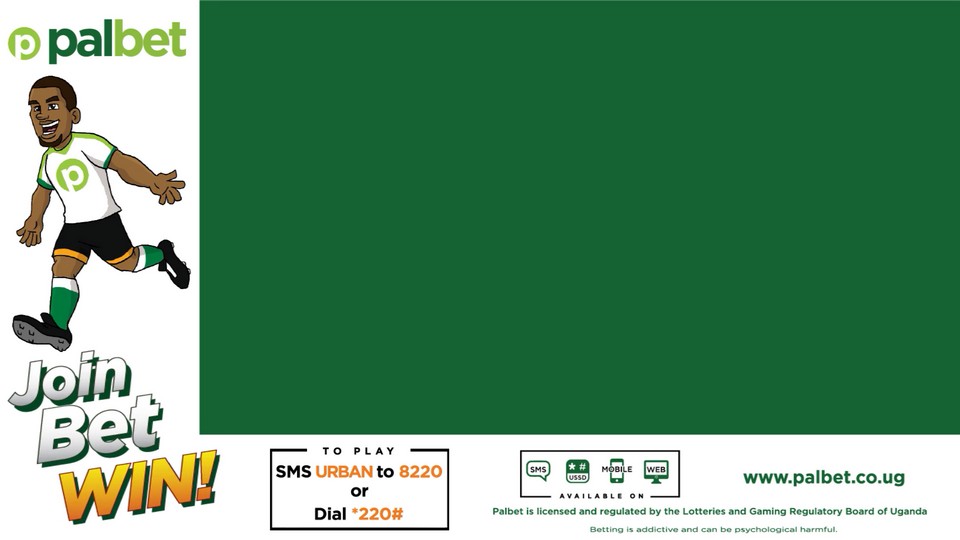 palbet
Join
Bet
WIN!
TO PLAY
SMS URBAN to 8220
or
Dial *220#
SMS
*#
USSD
MOBILE
WEB
AVAILABLE ON
www.palbet.co.ug
Palbet is licensed and regulated by the Lotteries and Gaming Regulatory Board of Uganda
Betting is addictive and can be psychological harmful.